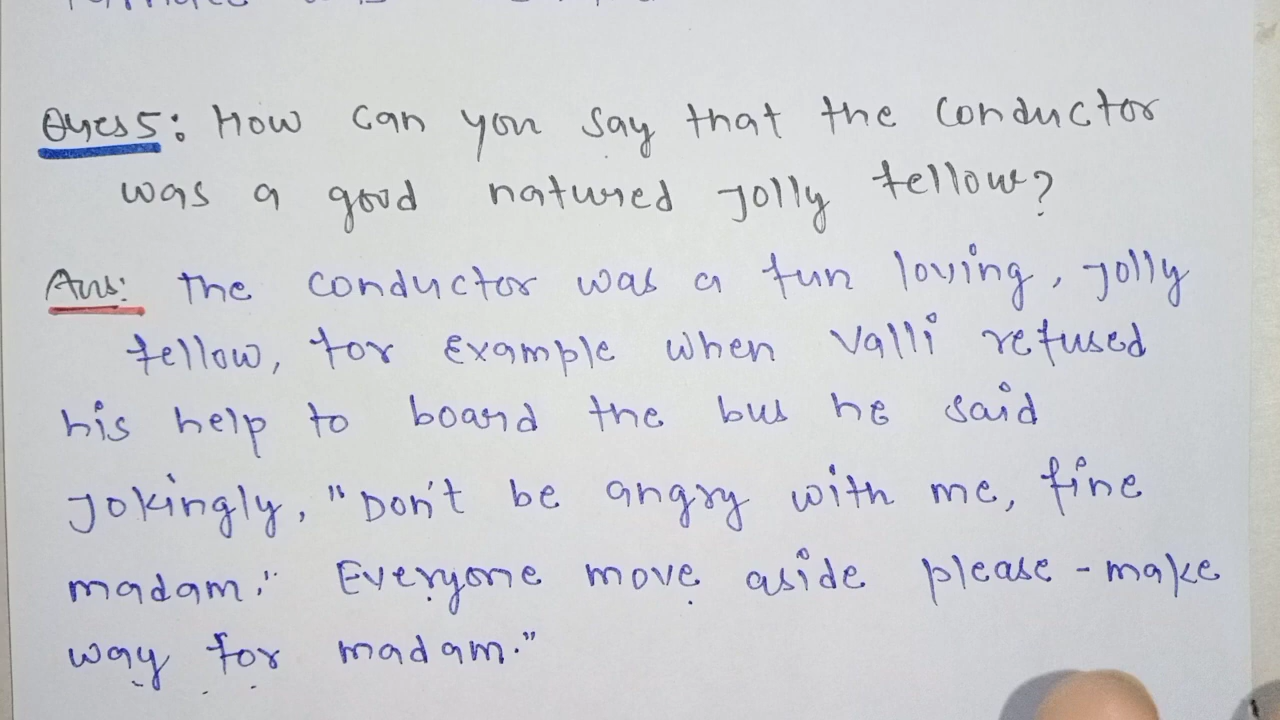 Ques 5: How can you say that the conductor
was a good natured jolly fellow?
Ans: The conductor was a fun loving, jolly
fellow, for example when Valli refused
his help to board the bus he said
jokingly, "Don't be angry with me, fine
madam." Everyone move aside please - make
way for madam."